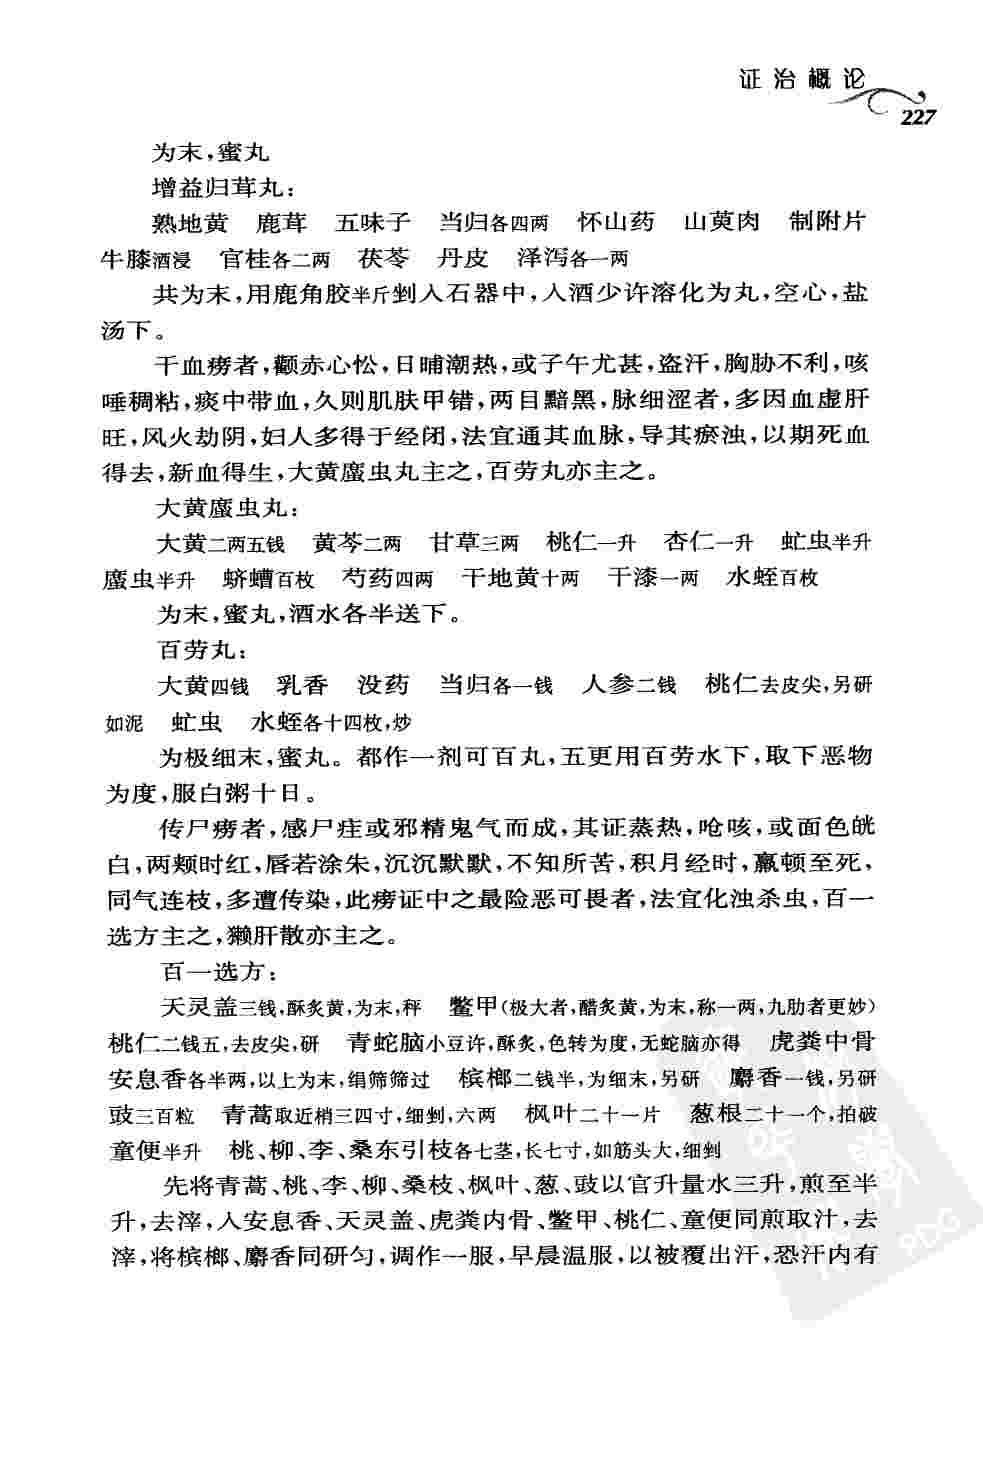 证治概论
227
为末，蜜丸
增益归茸丸：
熟地黄 鹿茸 五味子 当归各四两 怀山药 山萸肉 制附片
牛膝酒浸 官桂各二两 茯苓 丹皮 泽泻各一两
共为末，用鹿角胶半斤剉入石器中，入酒少许溶化为丸，空心，盐
汤下。
干血痨者，颧赤心忪，日晡潮热，或子午尤甚，盗汗，胸胁不利，咳
唾稠粘，痰中带血，久则肌肤甲错，两目黯黑，脉细涩者，多因血虚肝
旺，风火劫阴，妇人多得于经闭，法宜通其血脉，导其瘀浊，以期死血
得去，新血得生，大黄䗪虫丸主之，百劳丸亦主之。
大黄䗪虫丸：
大黄二两五钱 黄芩二两 甘草三两 桃仁一升 杏仁一升 虻虫半升
䗪虫半升 蛴螬百枚 芍药四两 干地黄十两 干漆一两 水蛭百枚
为末，蜜丸，酒水各半送下。
百劳丸：
大黄四钱 乳香 没药 当归各一钱 人参二钱 桃仁去皮尖，另研
如泥 虻虫 水蛭各十四枚，炒
为极细末，蜜丸。都作一剂可百丸，五更用百劳水下，取下恶物
为度，服白粥十日。
传尸痨者，感尸疰或邪精鬼气而成，其证蒸热，呛咳，或面色㿠
白，两颊时红，唇若涂朱，沉沉默默，不知所苦，积月经时，羸顿至死，
同气连枝，多遭传染，此痨证中之最险恶可畏者，法宜化浊杀虫，百一
选方主之，獭肝散亦主之。
百一选方：
天灵盖三钱，酥炙黄，为末，秤 鳖甲（极大者，醋炙黄，为末，称一两，九肋者更妙）
桃仁二钱五，去皮尖，研 青蛇脑小豆许，酥炙，色转为度，无蛇脑亦得 虎粪中骨
安息香各半两，以上为末，绢筛筛过 槟榔二钱半，为细末，另研 麝香一钱，另研
豉三百粒 青蒿取近梢三四寸，细剉，六两 枫叶二十一片 葱根二十一个，拍破
童便半升 桃、柳、李、桑东引枝各七茎，长七寸，如筋头大，细剉
先将青蒿、桃、李、柳、桑枝、枫叶、葱、豉以官升量水三升，煎至半
升，去滓，入安息香、天灵盖、虎粪内骨、鳖甲、桃仁、童便同煎取汁，去
滓，将槟榔、麝香同研匀，调作一服，早晨温服，以被覆出汗，恐汗内有
PDG